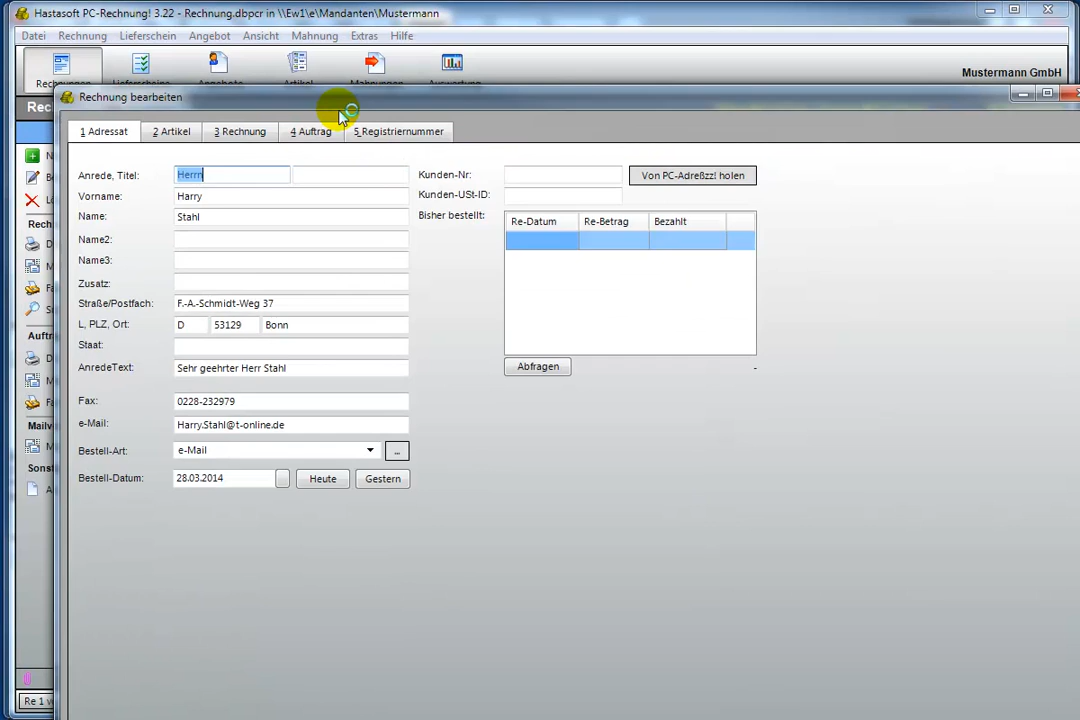 Hastasoft PC-Rechnung! 3.22 - Rechnung.dbpcr in \\Ew1\e\Mandanten\Mustermann
Datei Rechnung Lieferschein Angebot Ansicht Mahnung Extras Hilfe
Mustermann GmbH
Rechnung bearbeiten
1 Adressat 2 Artikel 3 Rechnung 4 Auftrag 5 Registriernummer
Anrede, Titel: Herrn Kunden-Nr: Von PC-Adreßzz! holen
Vorname: Harry Kunden-USt-ID:
Name: Stahl Bisher bestellt: Re-Datum Re-Betrag Bezahlt
Name2:
Name3:
Zusatz:
Straße/Postfach: F.-A.-Schmidt-Weg 37
L, PLZ, Ort: D 53129 Bonn
Staat:
AnredeText: Sehr geehrter Herr Stahl Abfragen -
Fax: 0228-232979
e-Mail: Harry.Stahl@t-online.de
Bestell-Art: e-Mail ...
Bestell-Datum: 28.03.2014 Heute Gestern
Re 1